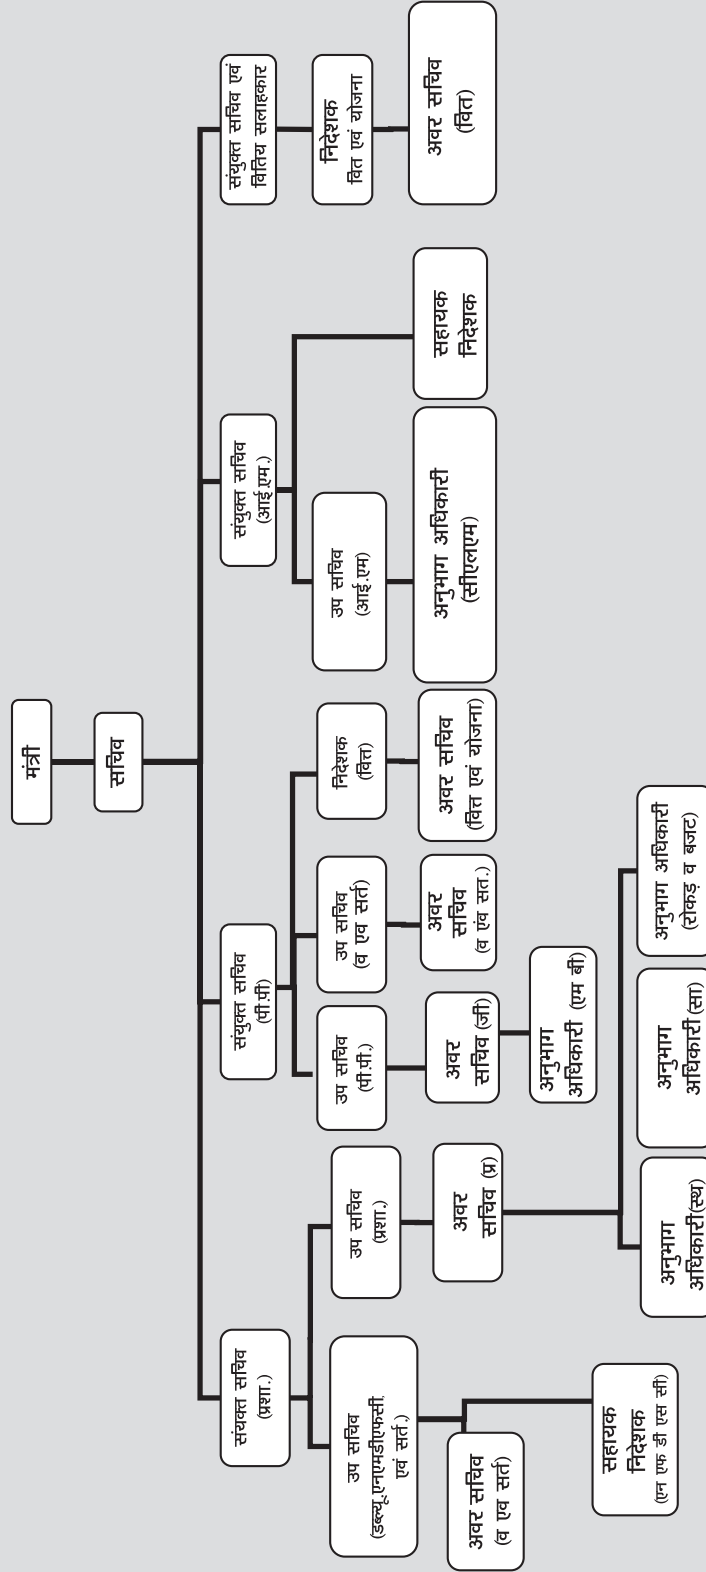 मंत्री
सचिव
संयक्त सचिव
(प्रशा.)
संयुक्त सचिव
(पी.पी)
संयुक्त सचिव
(आई.एम.)
संयुक्त सचिव एवं
वितिय सलाहकार
उप सचिव
(डब्ल्यू.एनएमडीएफसी.
एवं सर्त.)
उप सचिव
(प्रशा.)
उप सचिव
(पी.पी.)
उप सचिव
(व एव सर्त)
निदेशक
(वित्त)
उप सचिव
(आई.एम)
निदेशक
वित एवं योजना
अवर सचिव
(व एव सर्त)
अवर
सचिव (प्र)
अवर
सचिव (जी)
अवर
सचिव
(व एंव सत.)
अवर सचिव
(वित्त एवं योजना)
अनुभाग अधिकारी
(सीएलएम)
सहायक
निदेशक
अवर सचिव
(वित)
सहायक
निदेशक
(एन एफ डी एस सी)
अनुभाग
अधिकारी (एम बी)
अनुभाग
अधिकारी(स्थ)
अनुभाग
अधिकारी(सा)
अनुभाग अधिकारी
(रोकड़ व बजट)